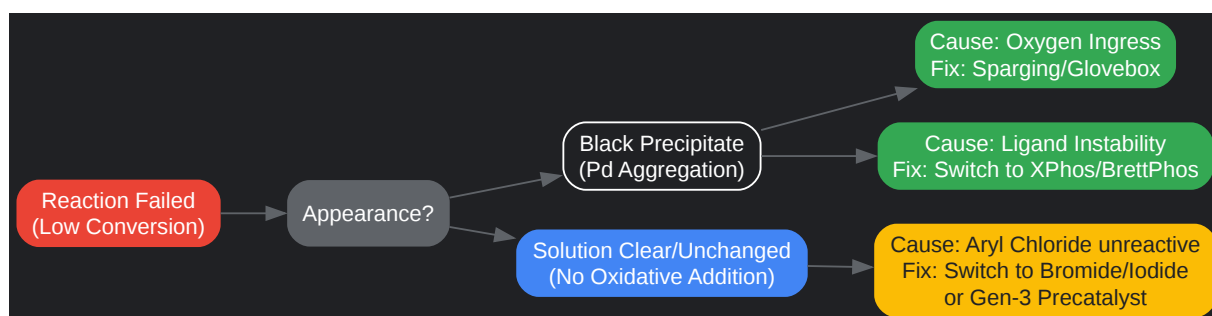 Reaction Failed
(Low Conversion)
Appearance?
Black Precipitate
(Pd Aggregation)
Solution Clear/Unchanged
(No Oxidative Addition)
Cause: Oxygen Ingress
Fix: Sparging/Glovebox
Cause: Ligand Instability
Fix: Switch to XPhos/BrettPhos
Cause: Aryl Chloride unreactive
Fix: Switch to Bromide/Iodide
or Gen-3 Precatalyst